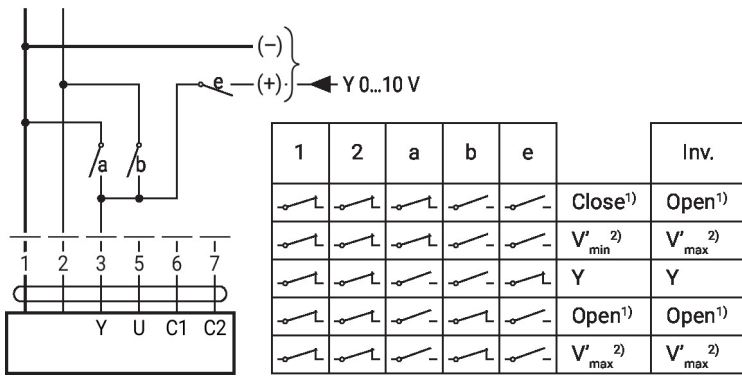 (–)
e (+) Y 0...10 V
a b
1 2 a b e Inv.
Close¹⁾ Open¹⁾
V'min²⁾ V'max²⁾
Y Y
Open¹⁾ Open¹⁾
V'max²⁾ V'max²⁾
1 2 3 5 6 7
Y U C1 C2